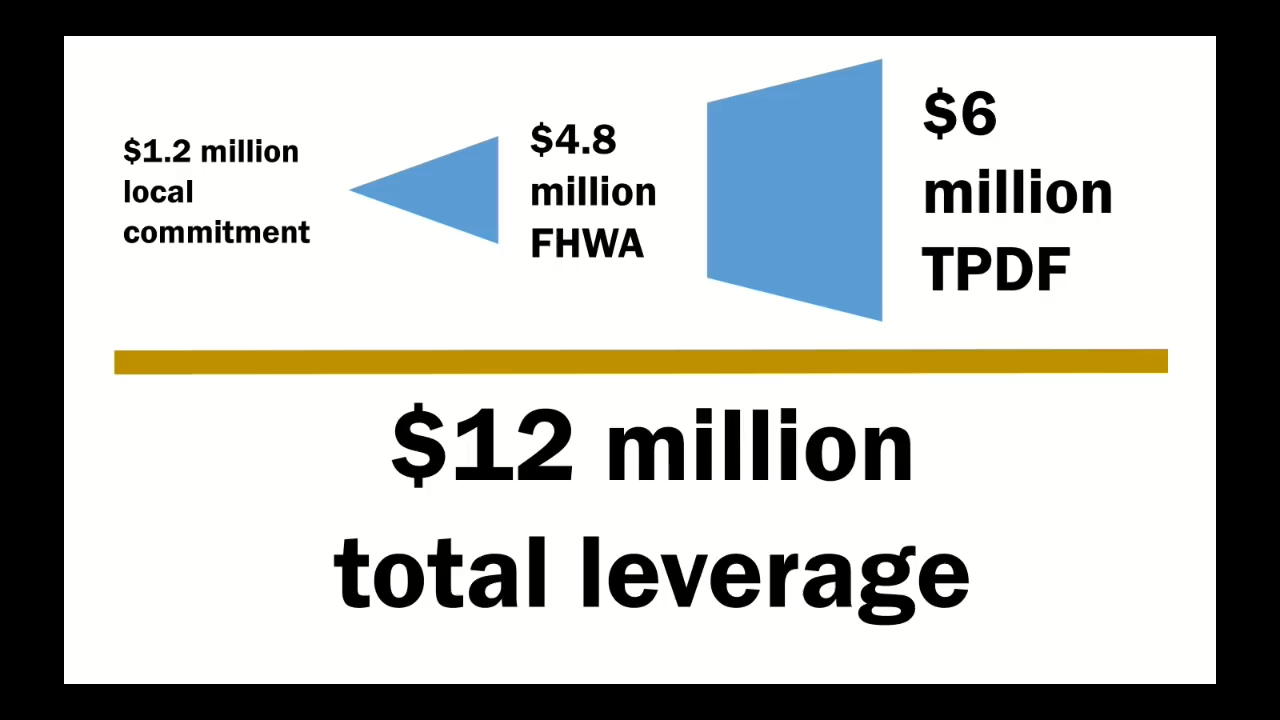 $1.2 million
local
commitment
$4.8
million
FHWA
$6
million
TPDF
$12 million
total leverage